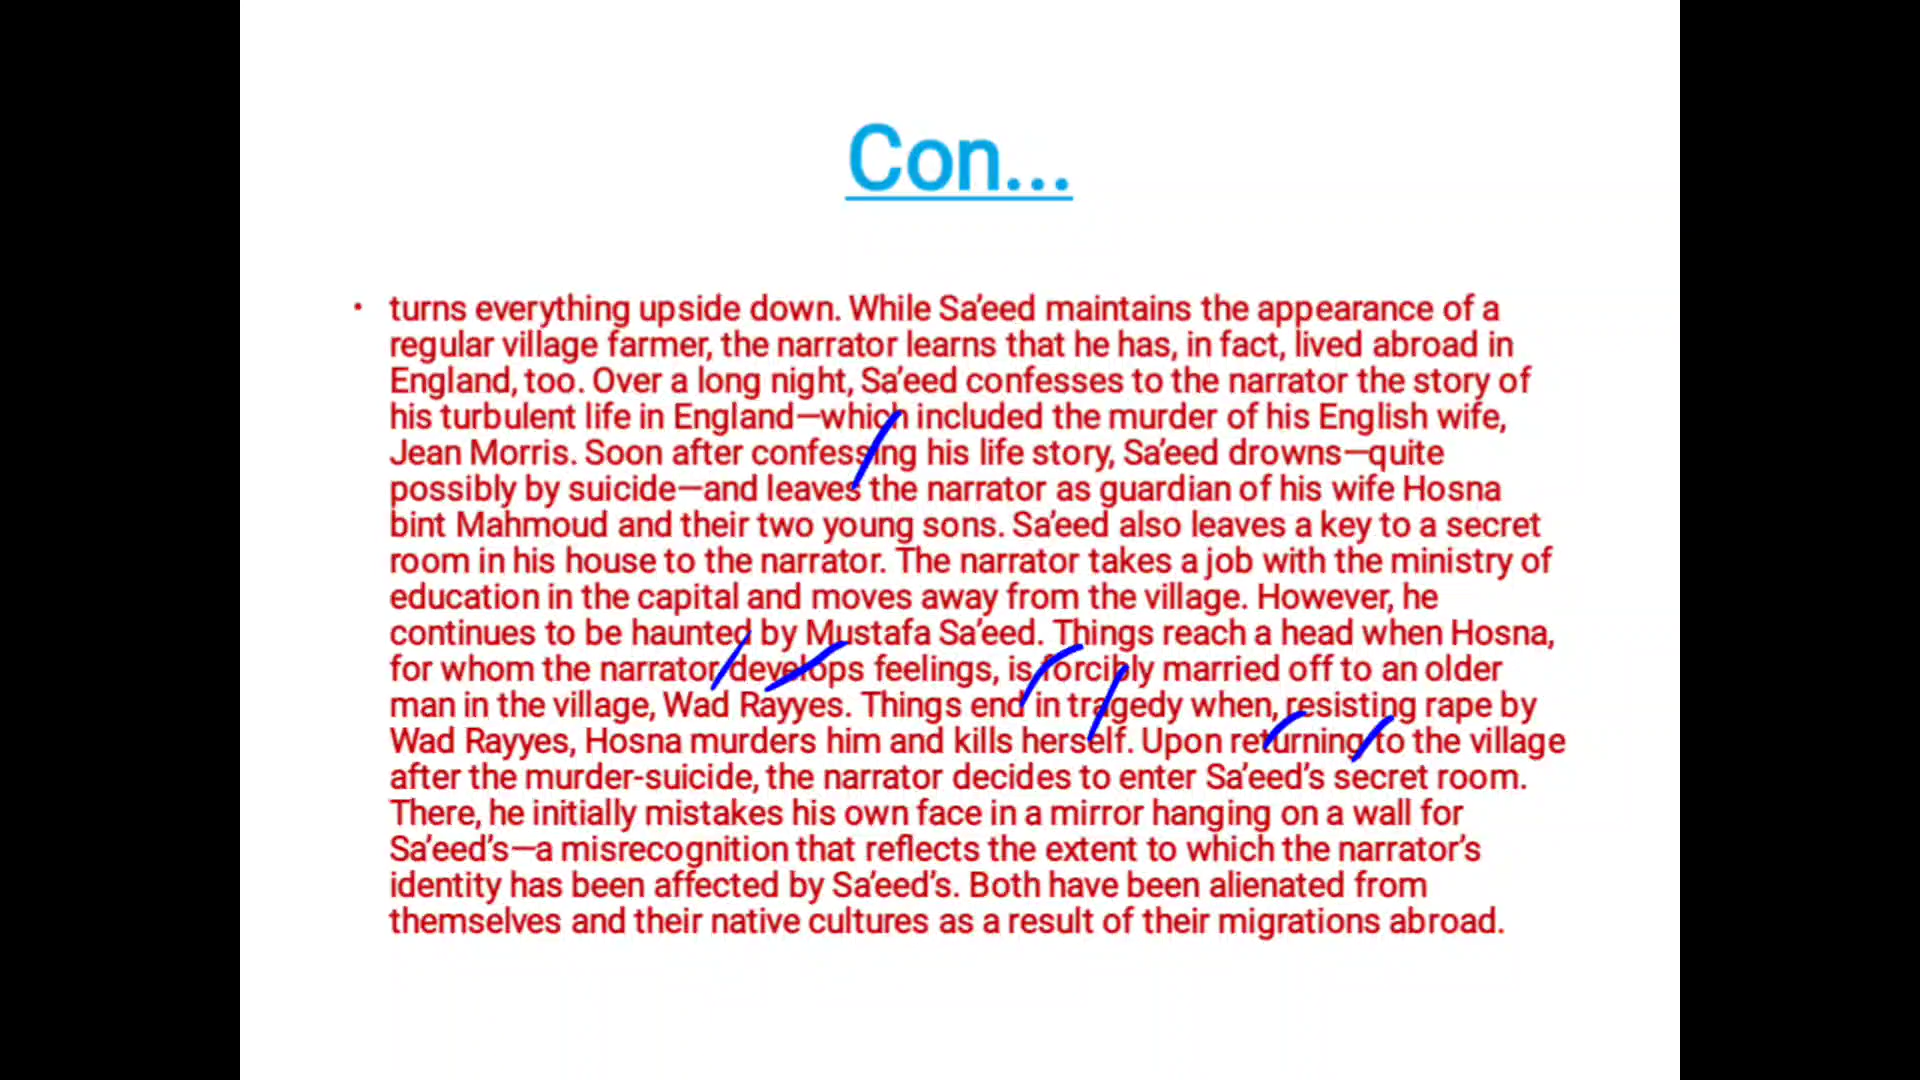 Con...
• turns everything upside down. While Sa’eed maintains the appearance of a
regular village farmer, the narrator learns that he has, in fact, lived abroad in
England, too. Over a long night, Sa’eed confesses to the narrator the story of
his turbulent life in England—which included the murder of his English wife,
Jean Morris. Soon after confessing his life story, Sa’eed drowns—quite
possibly by suicide—and leaves the narrator as guardian of his wife Hosna
bint Mahmoud and their two young sons. Sa’eed also leaves a key to a secret
room in his house to the narrator. The narrator takes a job with the ministry of
education in the capital and moves away from the village. However, he
continues to be haunted by Mustafa Sa’eed. Things reach a head when Hosna,
for whom the narrator develops feelings, is forcibly married off to an older
man in the village, Wad Rayyes. Things end in tragedy when, resisting rape by
Wad Rayyes, Hosna murders him and kills herself. Upon returning to the village
after the murder-suicide, the narrator decides to enter Sa’eed’s secret room.
There, he initially mistakes his own face in a mirror hanging on a wall for
Sa’eed’s—a misrecognition that reflects the extent to which the narrator’s
identity has been affected by Sa’eed’s. Both have been alienated from
themselves and their native cultures as a result of their migrations abroad.